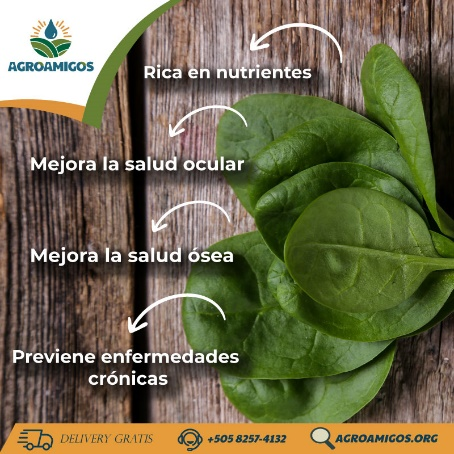 AGROAMIGOS
Rica en nutrientes
Mejora la salud ocular
Mejora la salud ósea
Previene enfermedades
crónicas
DELIVERY GRATIS
+505 8257-4132
AGROAMIGOS.ORG